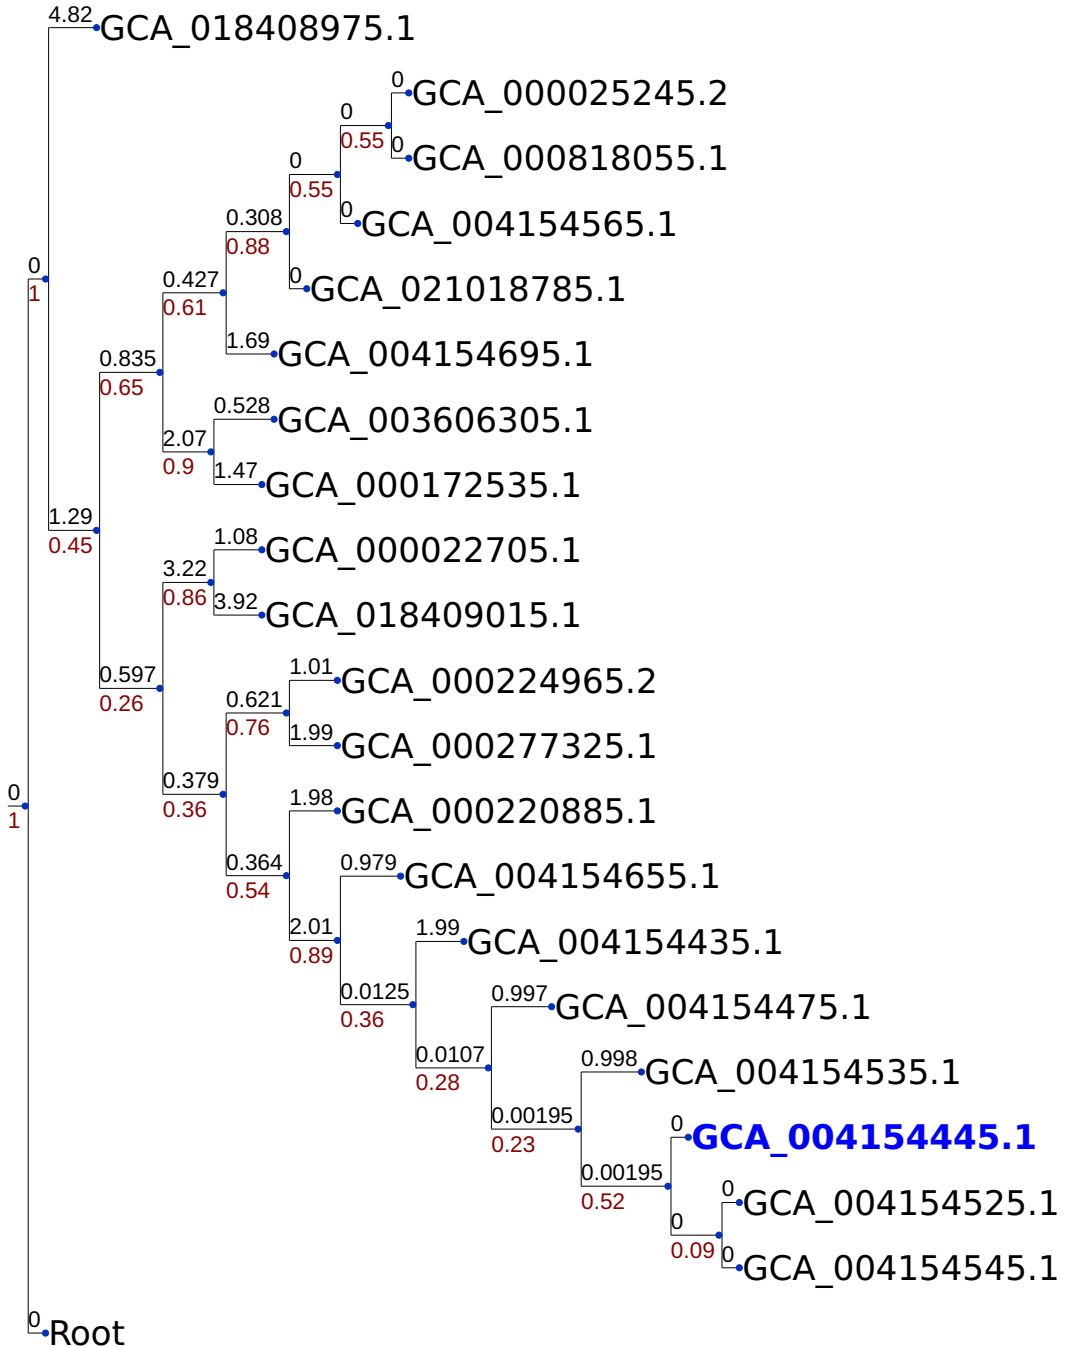 4.82 GCA_018408975.1
0 GCA_000025245.2
0
0.55
0 GCA_000818055.1
0
0.55
0 GCA_004154565.1
0.308
0.88
0
1
0 GCA_021018785.1
0.427
0.61
1.69 GCA_004154695.1
0.835
0.65
0.528 GCA_003606305.1
2.07
0.9
1.47 GCA_000172535.1
1.29
0.45
1.08 GCA_000022705.1
3.22
0.86
3.92 GCA_018409015.1
0.597
0.26
1.01 GCA_000224965.2
0.621
0.76
1.99 GCA_000277325.1
0.379
0.36
0
1
1.98 GCA_000220885.1
0.364
0.54
0.979 GCA_004154655.1
2.01
0.89
1.99 GCA_004154435.1
0.0125
0.36
0.997 GCA_004154475.1
0.0107
0.28
0.998 GCA_004154535.1
0.00195
0.23
0 GCA_004154445.1
0.00195
0.52
0 GCA_004154525.1
0
0.09
0 GCA_004154545.1
0 Root